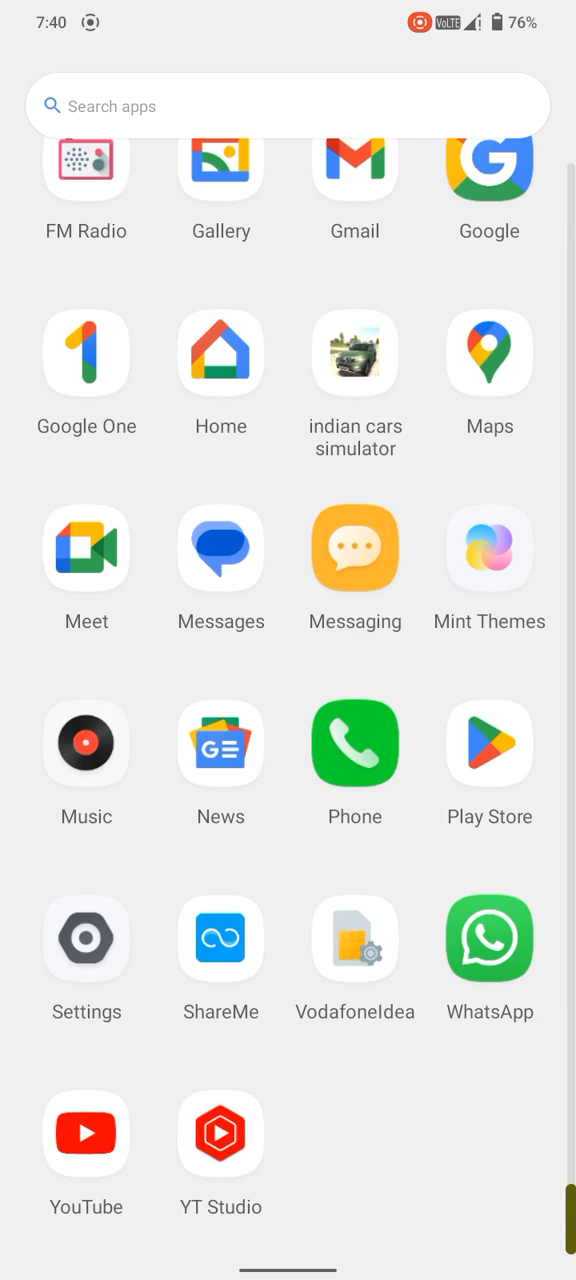 7:40 VoLTE 76%
Search apps
FM Radio Gallery Gmail Google
Google One Home indian cars simulator Maps
Meet Messages Messaging Mint Themes
Music News Phone Play Store
Settings ShareMe VodafoneIdea WhatsApp
YouTube YT Studio